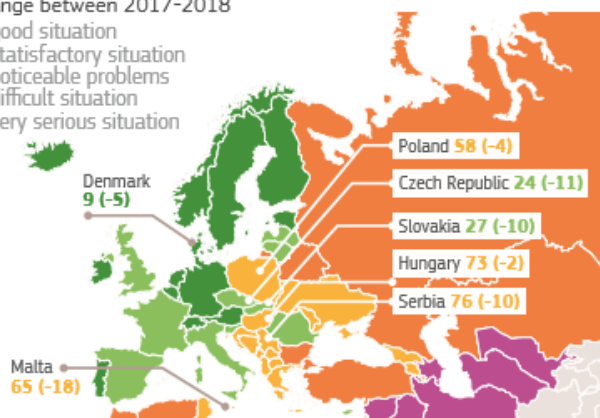 nge between 2017-2018
ood situation
tatisfactory situation
oticeable problems
ifficult situation
ery serious situation
Denmark
9 (-5)
Poland 58 (-4)
Czech Republic 24 (-11)
Slovakia 27 (-10)
Hungary 73 (-2)
Serbia 76 (-10)
Malta
65 (-18)